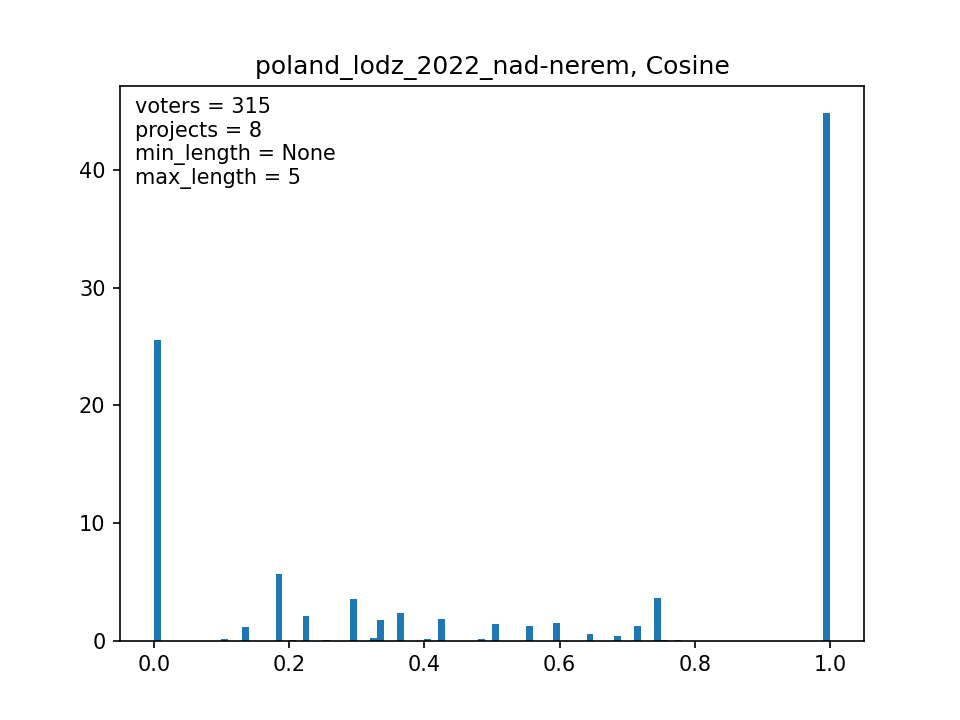 poland_lodz_2022_nad-nerem, Cosine
voters = 315
projects = 8
min_length = None
max_length = 5
40
30
20
10
0
0.0 0.2 0.4 0.6 0.8 1.0